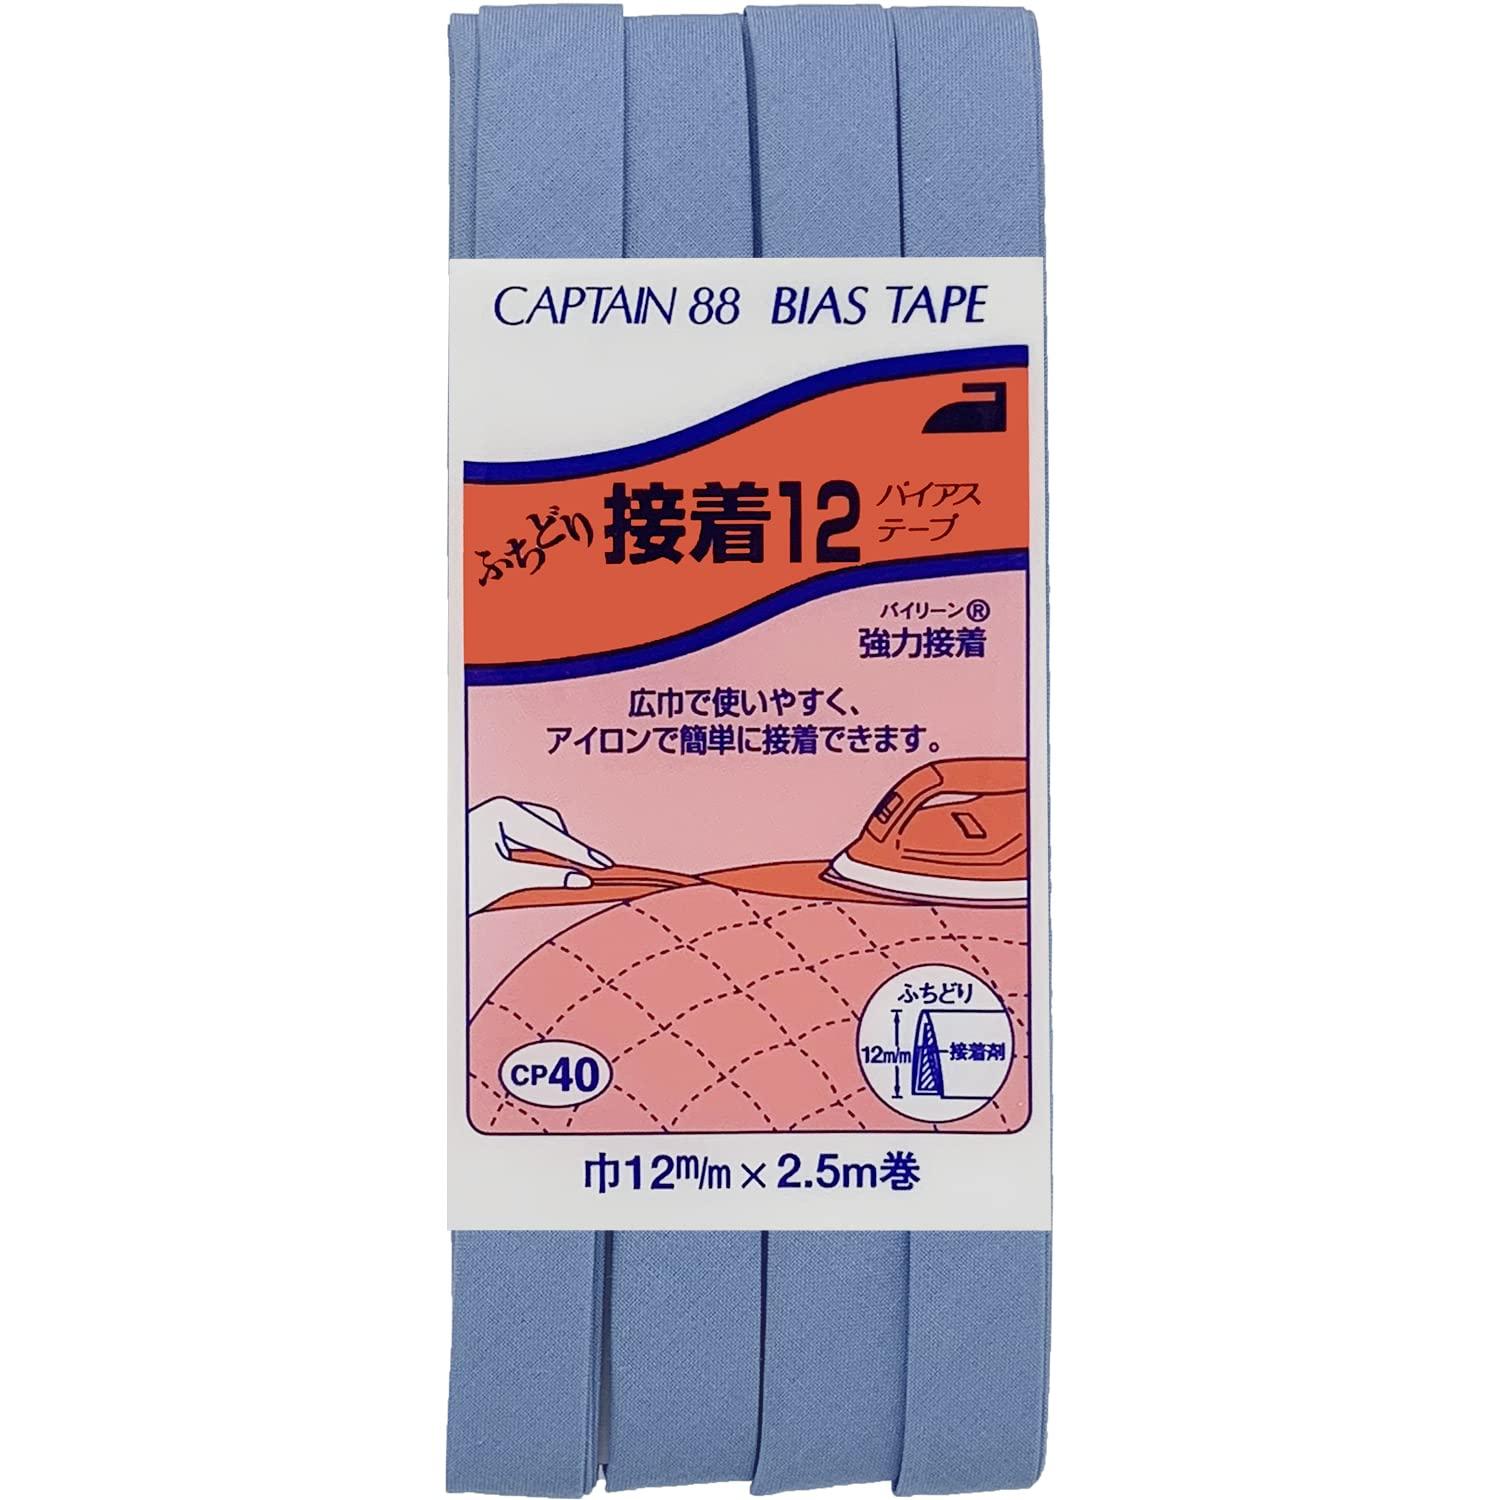 CAPTAIN 88 BIAS TAPE
ふちどり 接着12 バイアス
テープ
バイリーン®
強力接着
広巾で使いやすく、
アイロンで簡単に接着できます。
ふちどり
12m/m 接着剤
CP40
巾12m/m×2.5m巻